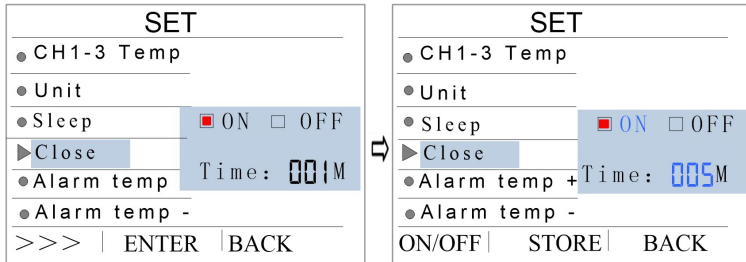 SET
CH1-3 Temp
Unit
Sleep
ON OFF
Close
Time: 001M
Alarm temp
Alarm temp -
>>> ENTER BACK
SET
CH1-3 Temp
Unit
Sleep
ON OFF
Close
Alarm temp +
Time: 005M
Alarm temp -
ON/OFF STORE BACK